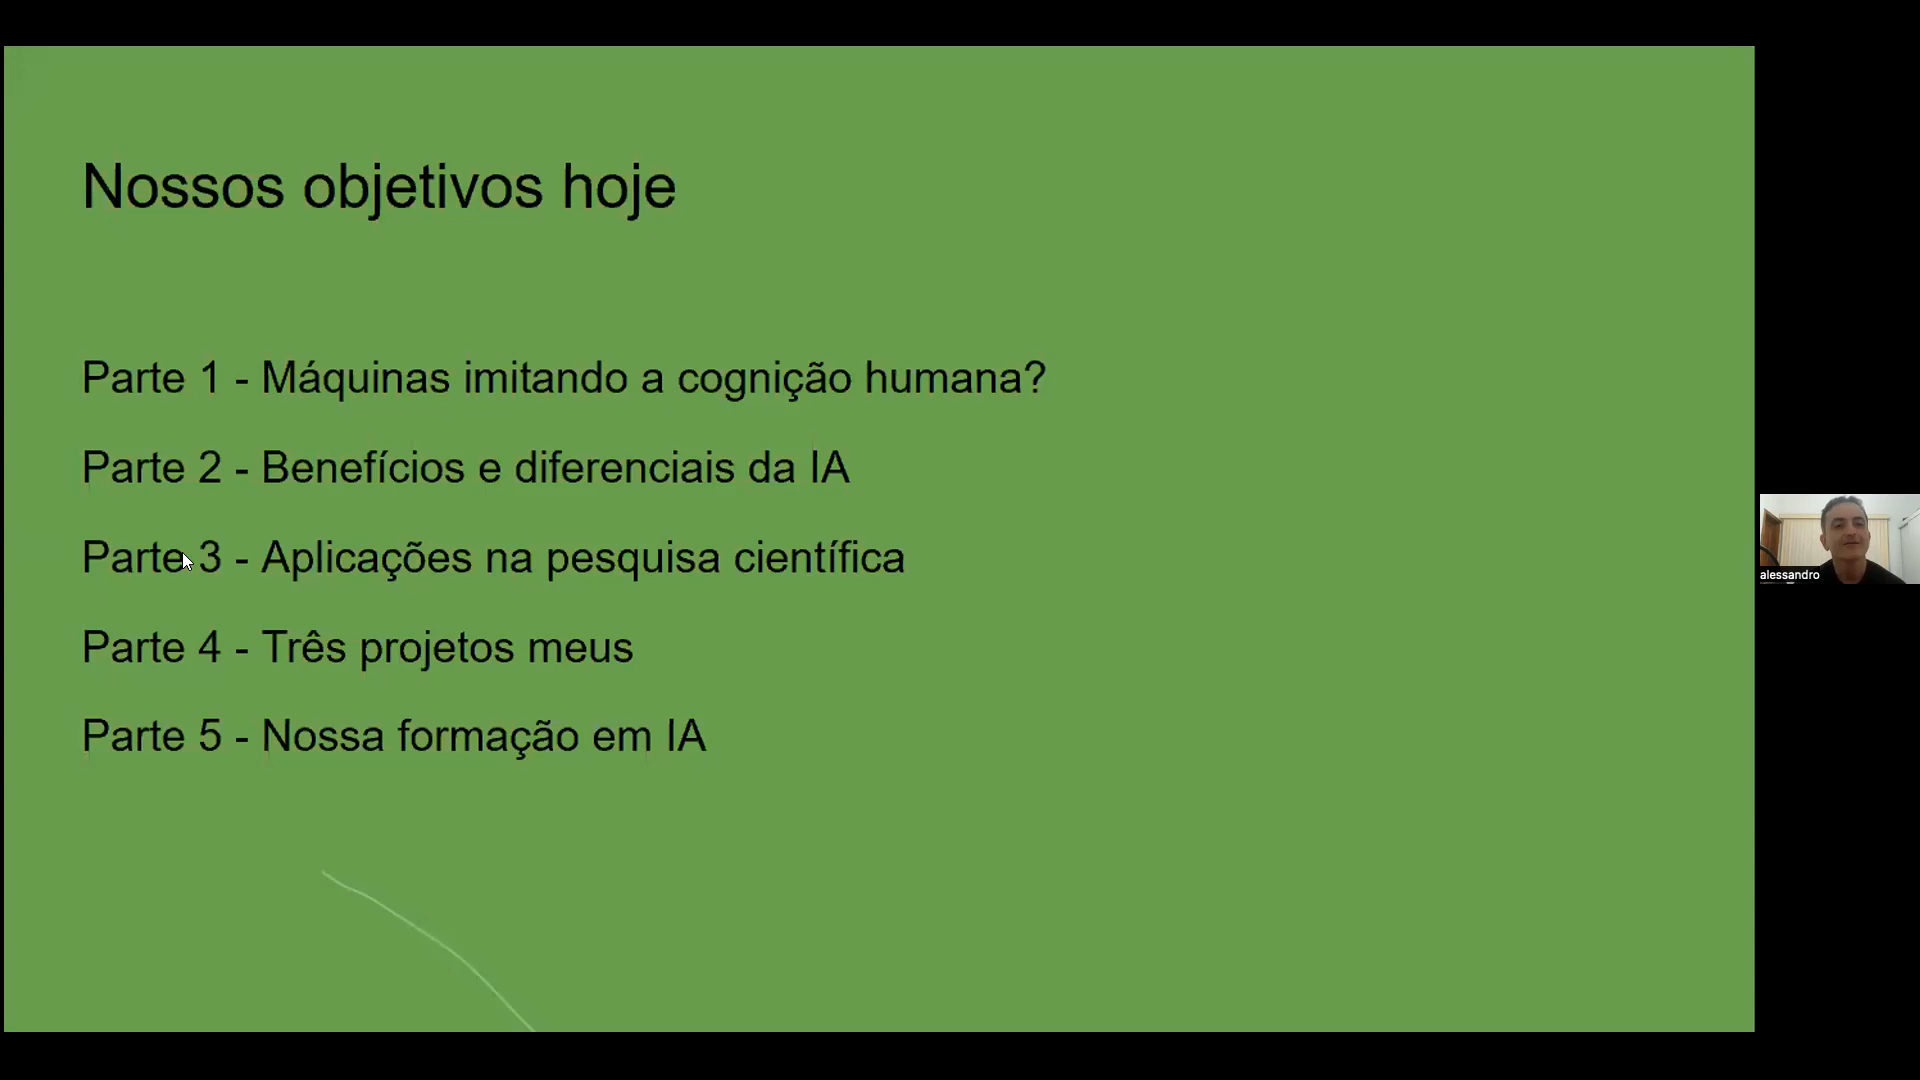 Nossos objetivos hoje
Parte 1 - Máquinas imitando a cognição humana?
Parte 2 - Benefícios e diferenciais da IA
Parte 3 - Aplicações na pesquisa científica
Parte 4 - Três projetos meus
Parte 5 - Nossa formação em IA
alessandro